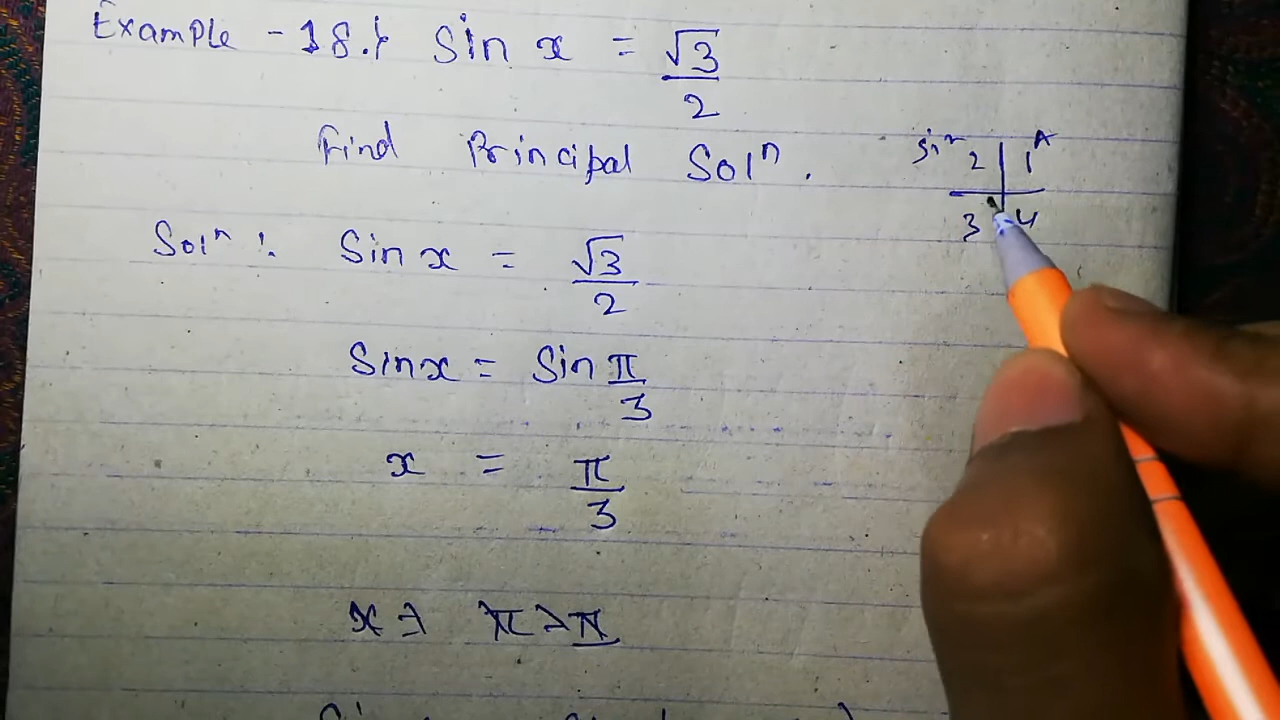 Example - 18. Sin x = √3/2
Find Principal Solⁿ.
Sin 2 | 1 A
3 | 4
Solⁿ : Sin x = √3/2
Sin x = Sin π/3
x = π/3
x = π - π